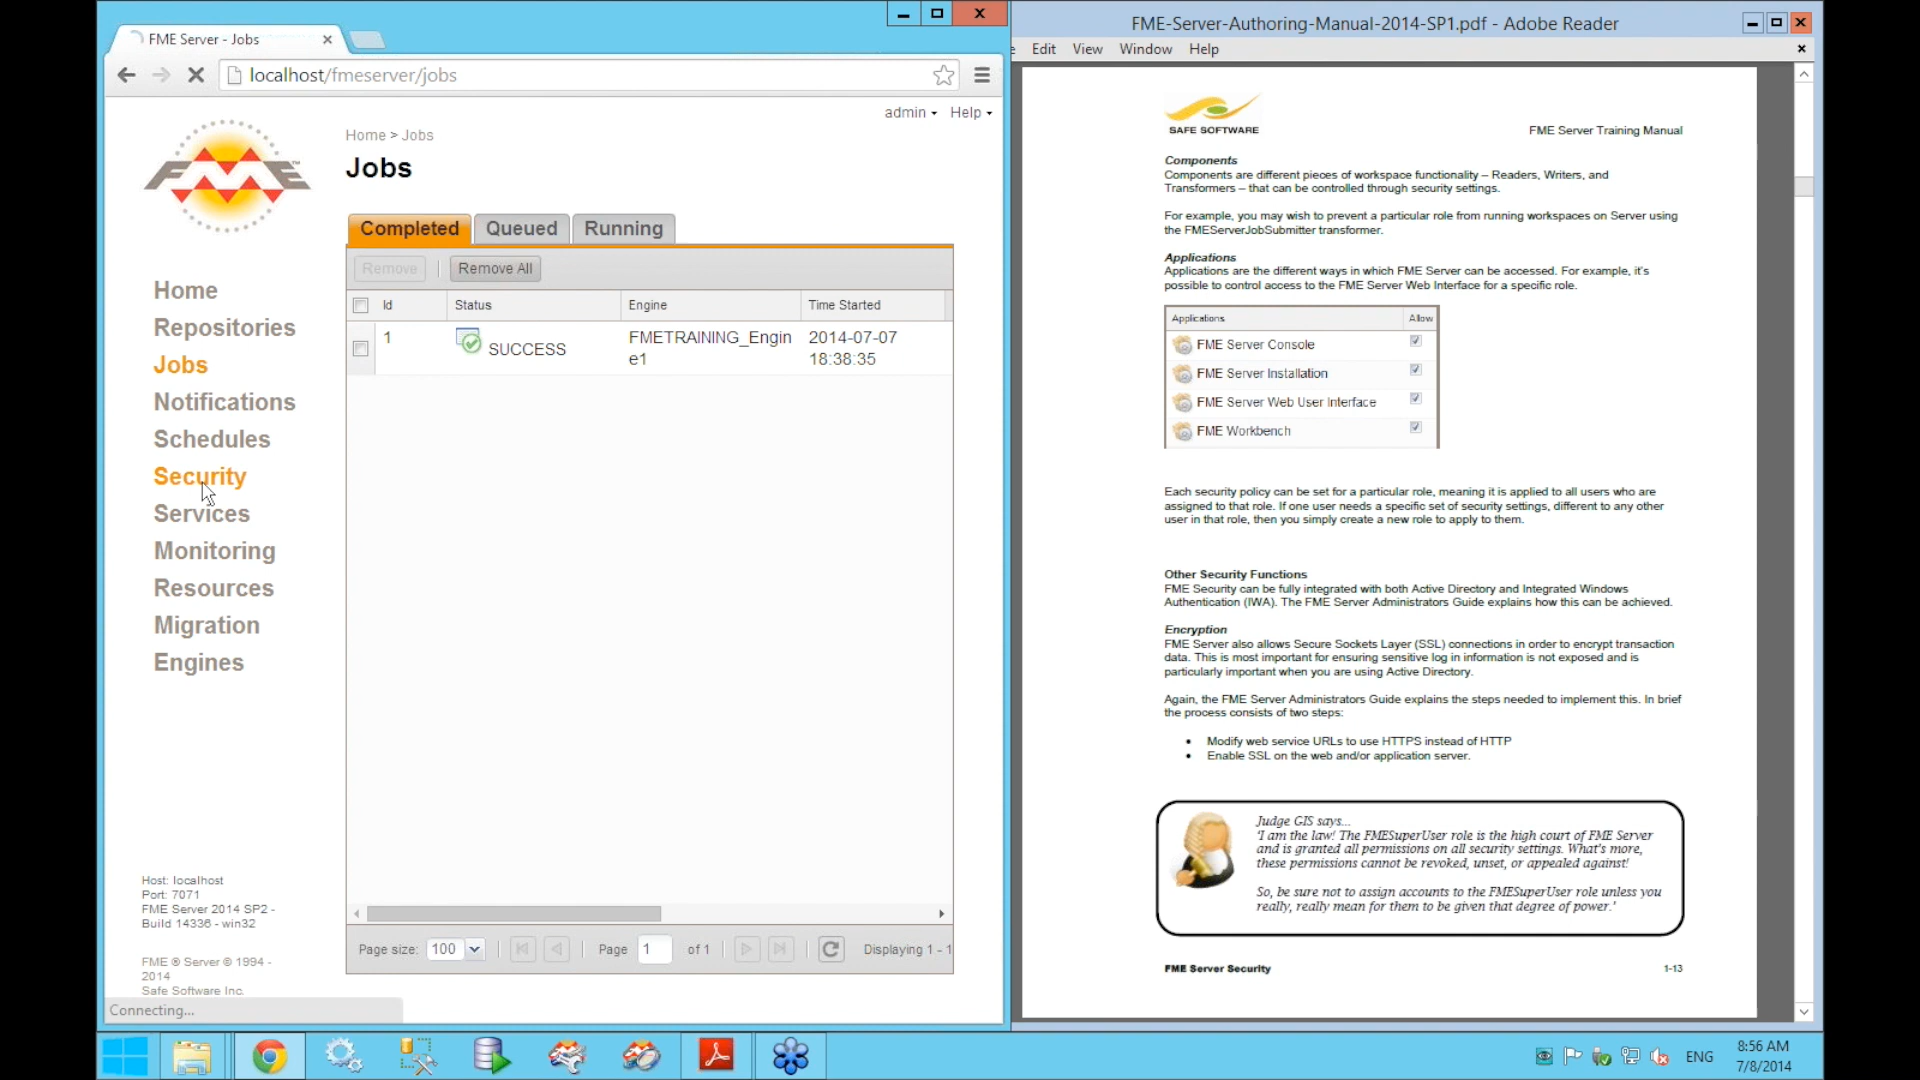 FME Server - Jobs
localhost/fmeserver/jobs
admin
Help
FME
Home > Jobs
Jobs
Completed
Queued
Running
Remove
Remove All
Id
Status
Engine
Time Started
1
SUCCESS
FMETRAINING_Engin
e1
2014-07-07
18:38:35
Home
Repositories
Jobs
Notifications
Schedules
Security
Services
Monitoring
Resources
Migration
Engines
Host: localhost
Port: 7071
FME Server 2014 SP2 -
Build 14336 - win32
FME ® Server © 1994 -
2014
Safe Software Inc.
Page size:
100
Page
1
of 1
Displaying 1 - 1
Connecting...
FME-Server-Authoring-Manual-2014-SP1.pdf - Adobe Reader
Edit
View
Window
Help
SAFE SOFTWARE
FME Server Training Manual
Components
Components are different pieces of workspace functionality – Readers, Writers, and
Transformers – that can be controlled through security settings.
For example, you may wish to prevent a particular role from running workspaces on Server using
the FMEServerJobSubmitter transformer.
Applications
Applications are the different ways in which FME Server can be accessed. For example, it's
possible to control access to the FME Server Web Interface for a specific role.
Applications
Allow
FME Server Console
FME Server Installation
FME Server Web User Interface
FME Workbench
Each security policy can be set for a particular role, meaning it is applied to all users who are
assigned to that role. If one user needs a specific set of security settings, different to any other
user in that role, then you simply create a new role to apply to them.
Other Security Functions
FME Security can be fully integrated with both Active Directory and Integrated Windows
Authentication (IWA). The FME Server Administrators Guide explains how this can be achieved.
Encryption
FME Server also allows Secure Sockets Layer (SSL) connections in order to encrypt transaction
data. This is most important for ensuring sensitive log in information is not exposed and is
particularly important when you are using Active Directory.
Again, the FME Server Administrators Guide explains the steps needed to implement this. In brief
the process consists of two steps:
• Modify web service URLs to use HTTPS instead of HTTP
• Enable SSL on the web and/or application server.
Judge GIS says...
'I am the law! The FMESuperUser role is the high court of FME Server
and is granted all permissions on all security settings. What's more,
these permissions cannot be revoked, unset, or appealed against!
So, be sure not to assign accounts to the FMESuperUser role unless you
really, really mean for them to be given that degree of power.'
FME Server Security
1-13
ENG
8:56 AM
7/8/2014